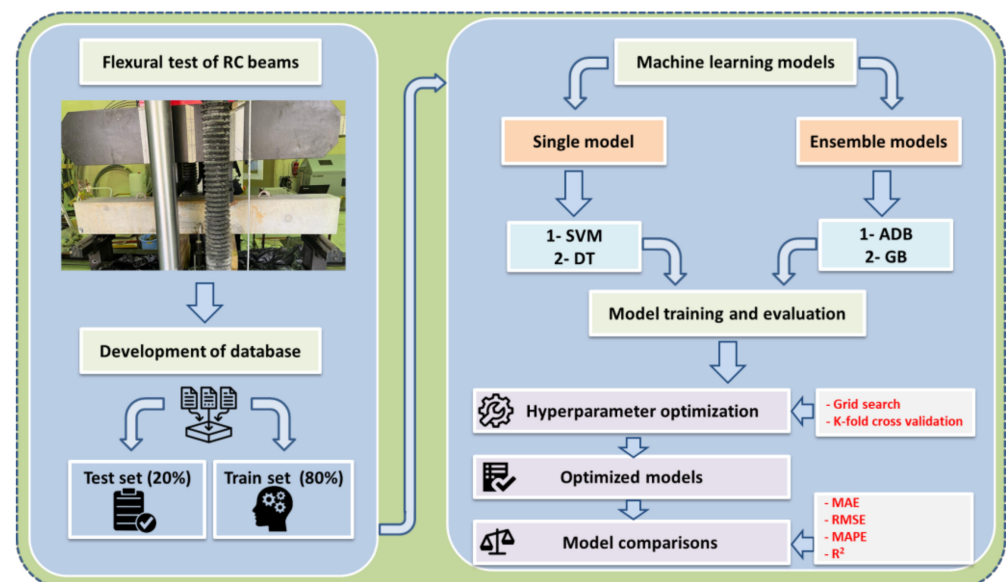 Flexural test of RC beams
Development of database
Test set (20%)
Train set (80%)
Machine learning models
Single model
Ensemble models
1- SVM
2- DT
1- ADB
2- GB
Model training and evaluation
Hyperparameter optimization
- Grid search
- K-fold cross validation
Optimized models
Model comparisons
- MAE
- RMSE
- MAPE
- R²